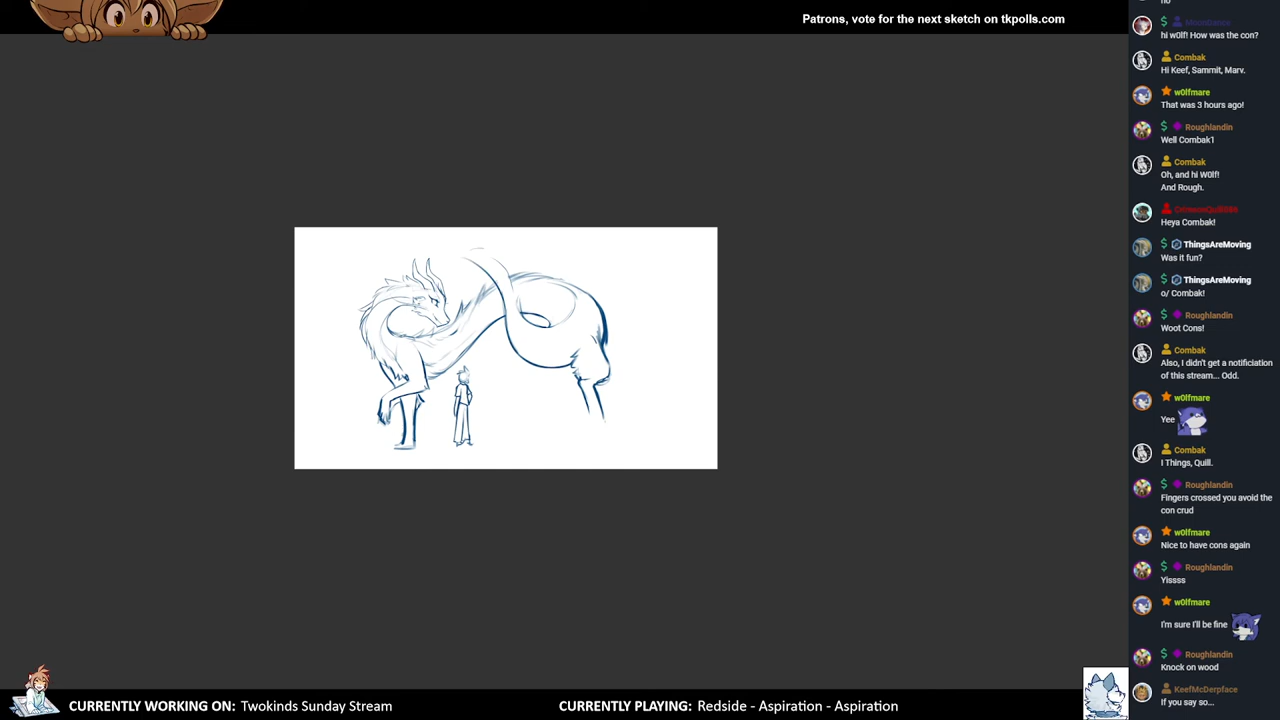 Patrons, vote for the next sketch on tkpolls.com
no
MoonDance
hi w0lf! How was the con?
Combak
Hi Keef, Sammit, Marv.
w0lfmare
That was 3 hours ago!
Roughlandin
Well Combak1
Combak
Oh, and hi W0lf!
And Rough.
CrimsonQuill86
Heya Combak!
ThingsAreMoving
Was it fun?
ThingsAreMoving
o/ Combak!
Roughlandin
Woot Cons!
Combak
Also, I didn't get a notificiation
of this stream... Odd.
w0lfmare
Yee
Combak
I Things, Quill.
Roughlandin
Fingers crossed you avoid the
con crud
w0lfmare
Nice to have cons again
Roughlandin
Yissss
w0lfmare
I'm sure I'll be fine
Roughlandin
Knock on wood
KeefMcDerpface
If you say so...
CURRENTLY WORKING ON: Twokinds Sunday Stream
CURRENTLY PLAYING: Redside - Aspiration - Aspiration